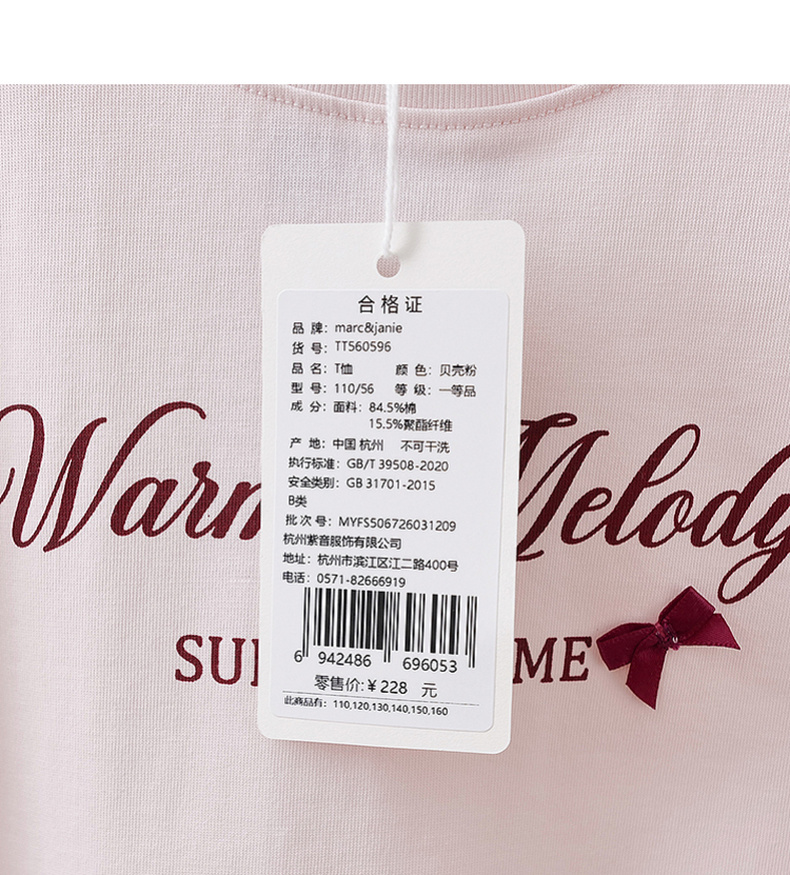 合格证
品 牌：marc&janie
货 号：TT560596
品 名：T恤 颜 色：贝壳粉
型 号：110/56 等 级：一等品
成 分：面料：84.5%棉
15.5%聚酯纤维
产 地：中国 杭州 不可干洗
执行标准：GB/T 39508-2020
安全类别：GB 31701-2015
B类
批 次 号：MYFS506726031209
杭州紫音服饰有限公司
地址：杭州市滨江区江二路400号
电话：0571-82666919
6 942486 696053
零售价:￥228 元
此商品有：110,120,130,140,150,160
Warm Melody
SU ME